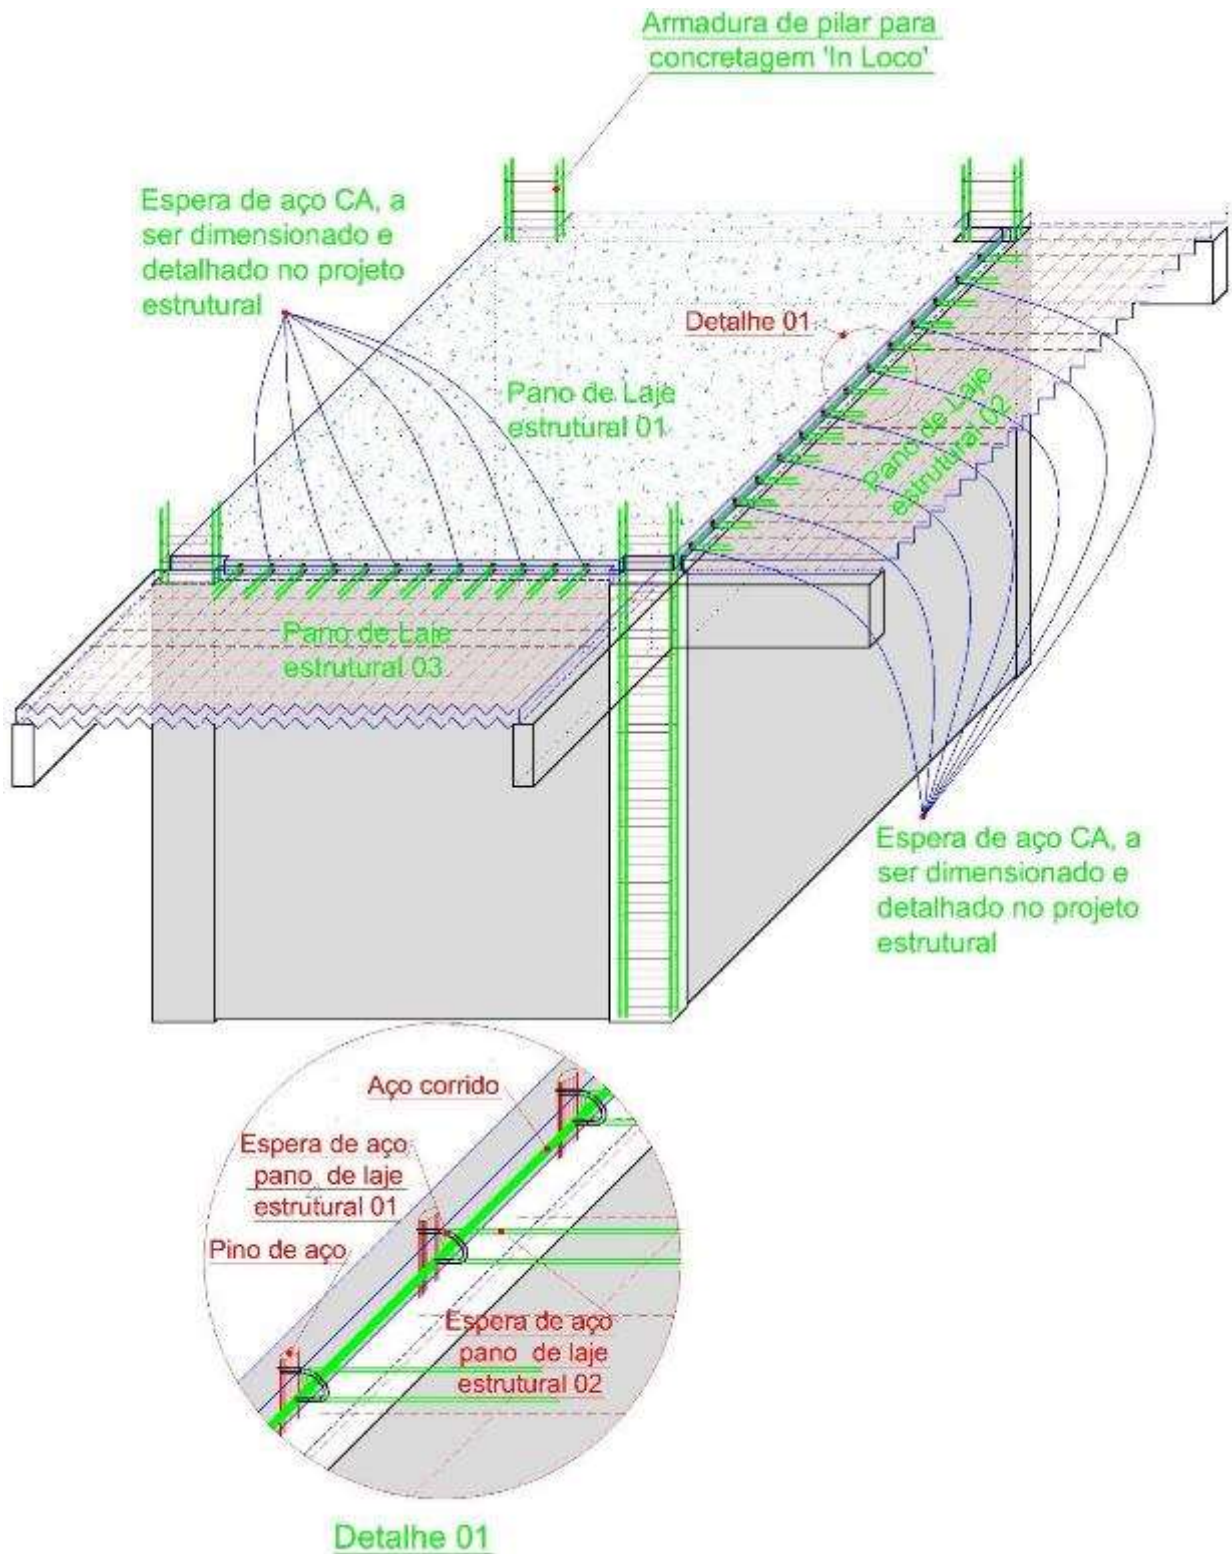 Armadura de pilar para
concretagem 'In Loco'
Espera de aço CA, a
ser dimensionado e
detalhado no projeto
estrutural
Detalhe 01
Pano de Laje
estrutural 01
Pano de Laje
estrutural 02
Pano de Laje
estrutural 03
Espera de aço CA, a
ser dimensionado e
detalhado no projeto
estrutural
Aço corrido
Espera de aço
pano de laje
estrutural 01
Pino de aço
Espera de aço
pano de laje
estrutural 02
Detalhe 01